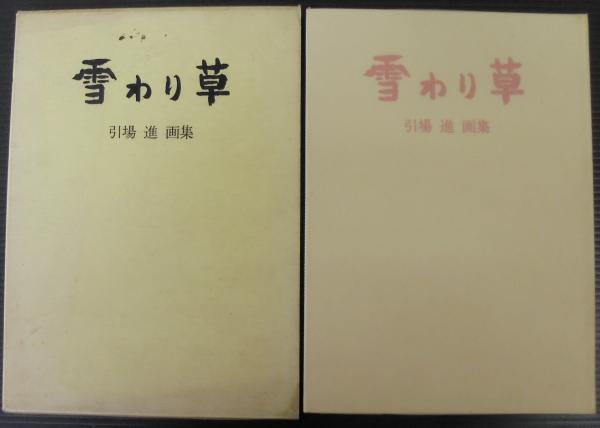 雪わり草
引場 進 画集
雪わり草
引場 進 画集